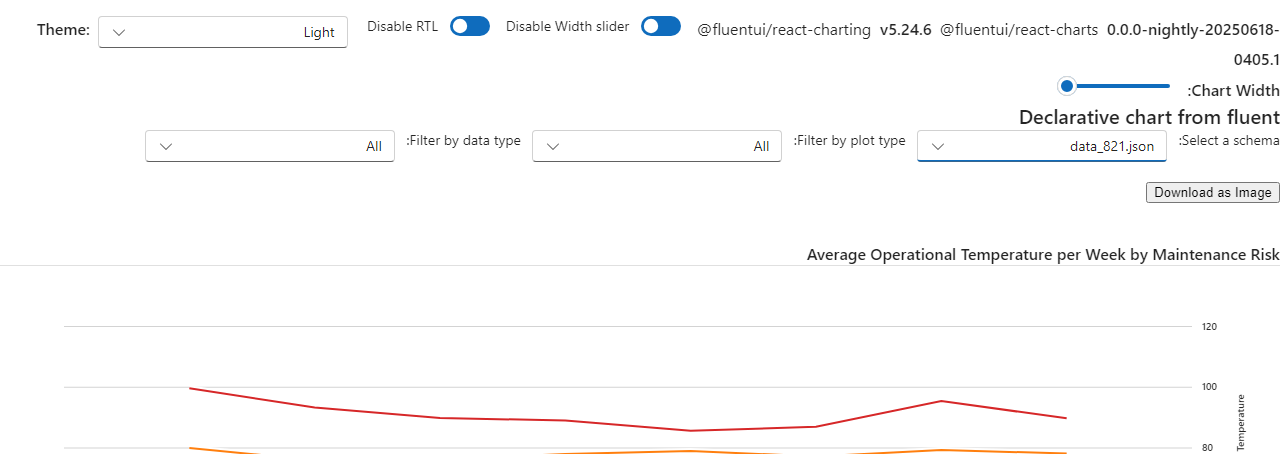 Theme: Light Disable RTL Disable Width slider @fluentui/react-charting v5.24.6 @fluentui/react-charts 0.0.0-nightly-20250618-
0405.1
:Chart Width
Declarative chart from fluent
:Select a schema data_821.json :Filter by plot type All :Filter by data type All
Download as Image
Average Operational Temperature per Week by Maintenance Risk
120
100
80
Temperature